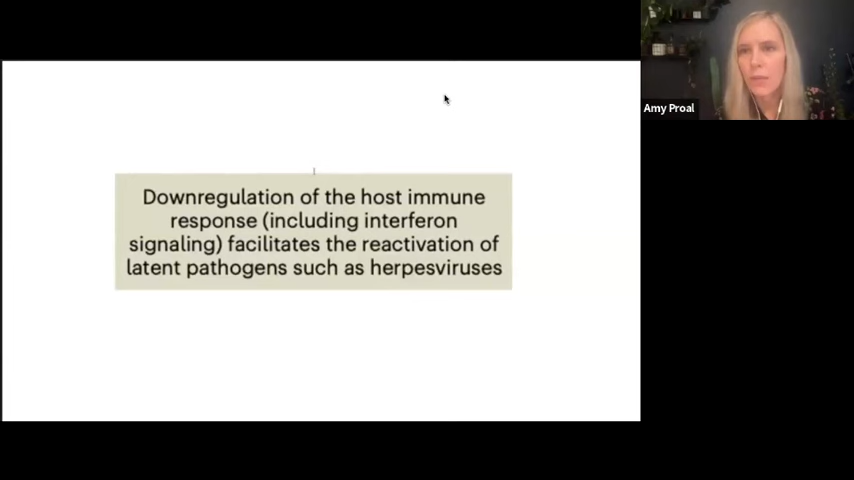 Downregulation of the host immune
response (including interferon
signaling) facilitates the reactivation of
latent pathogens such as herpesviruses
Amy Proal